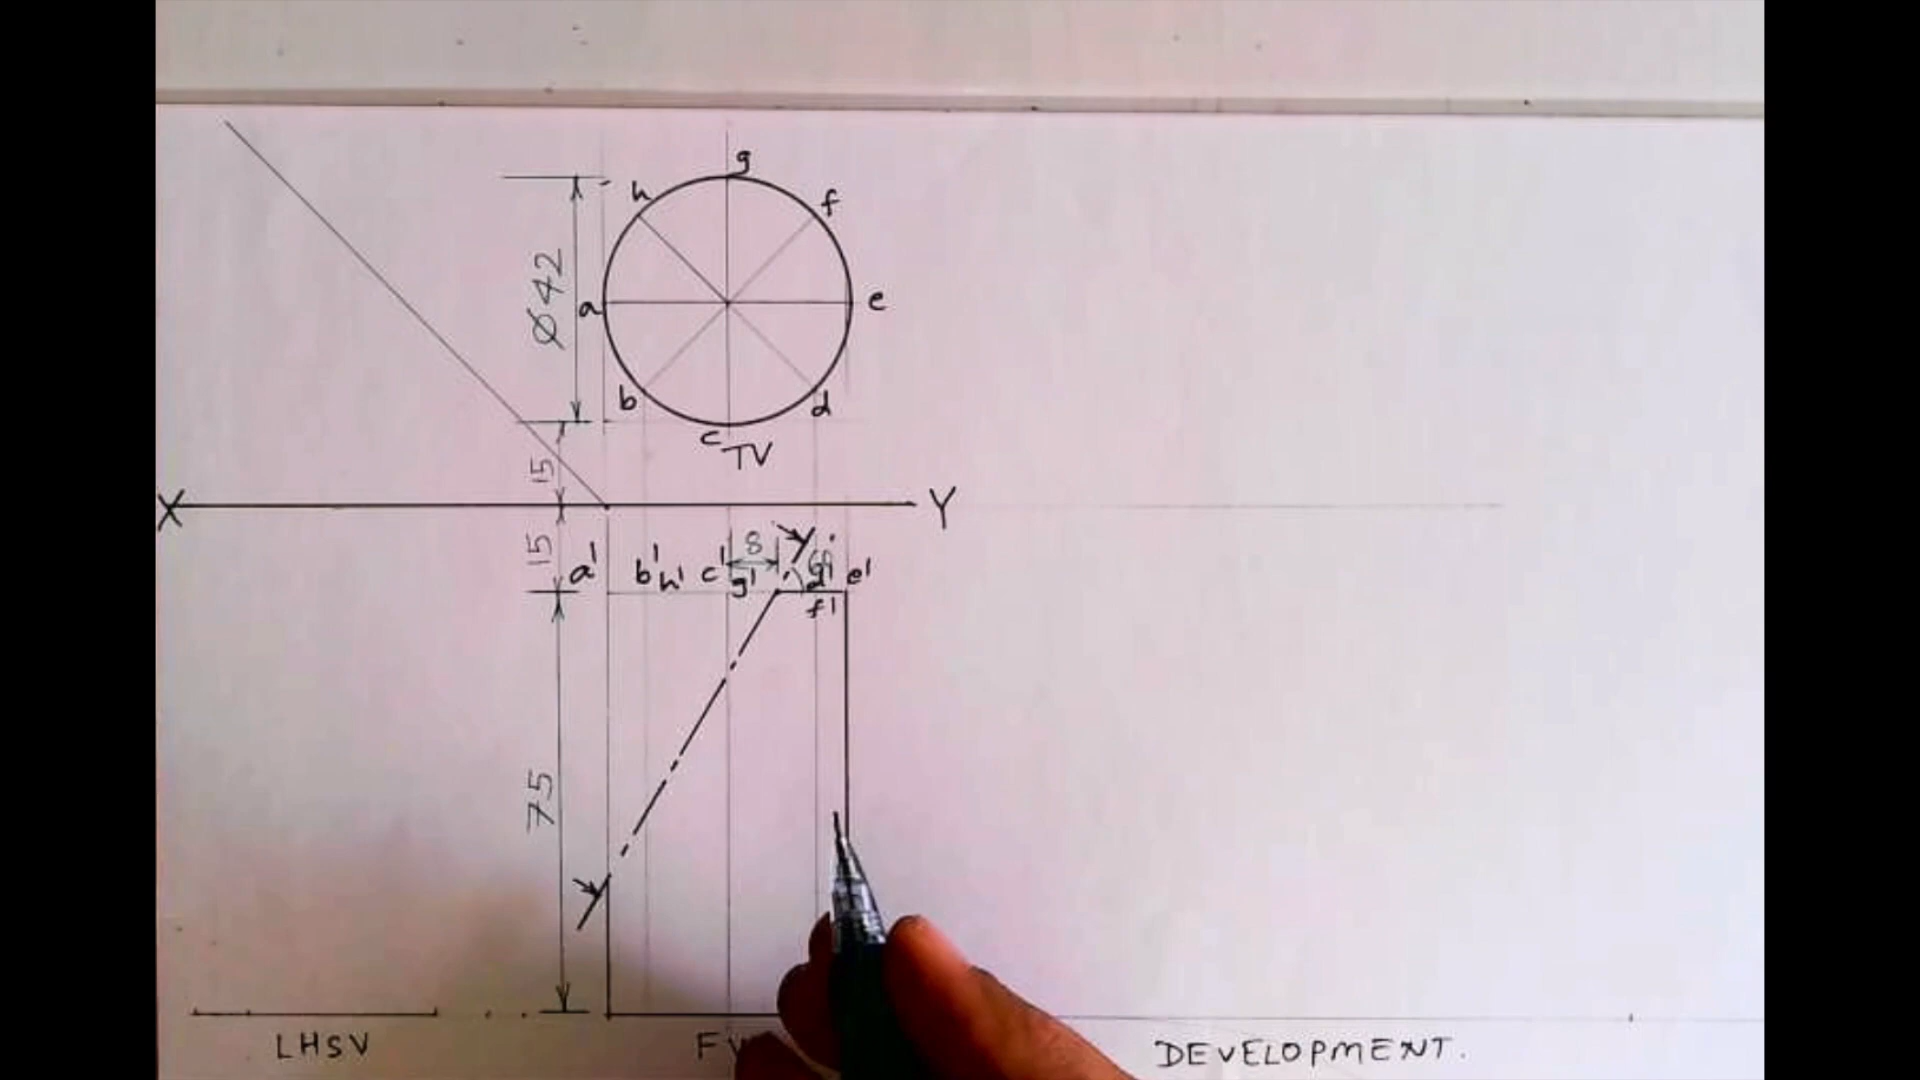 g
h f
Ø42
a e
b d
c
TV
15
X Y
15 8
a' b' h' c' g' d' e'
f'
75
LHSV DEVELOPMENT.